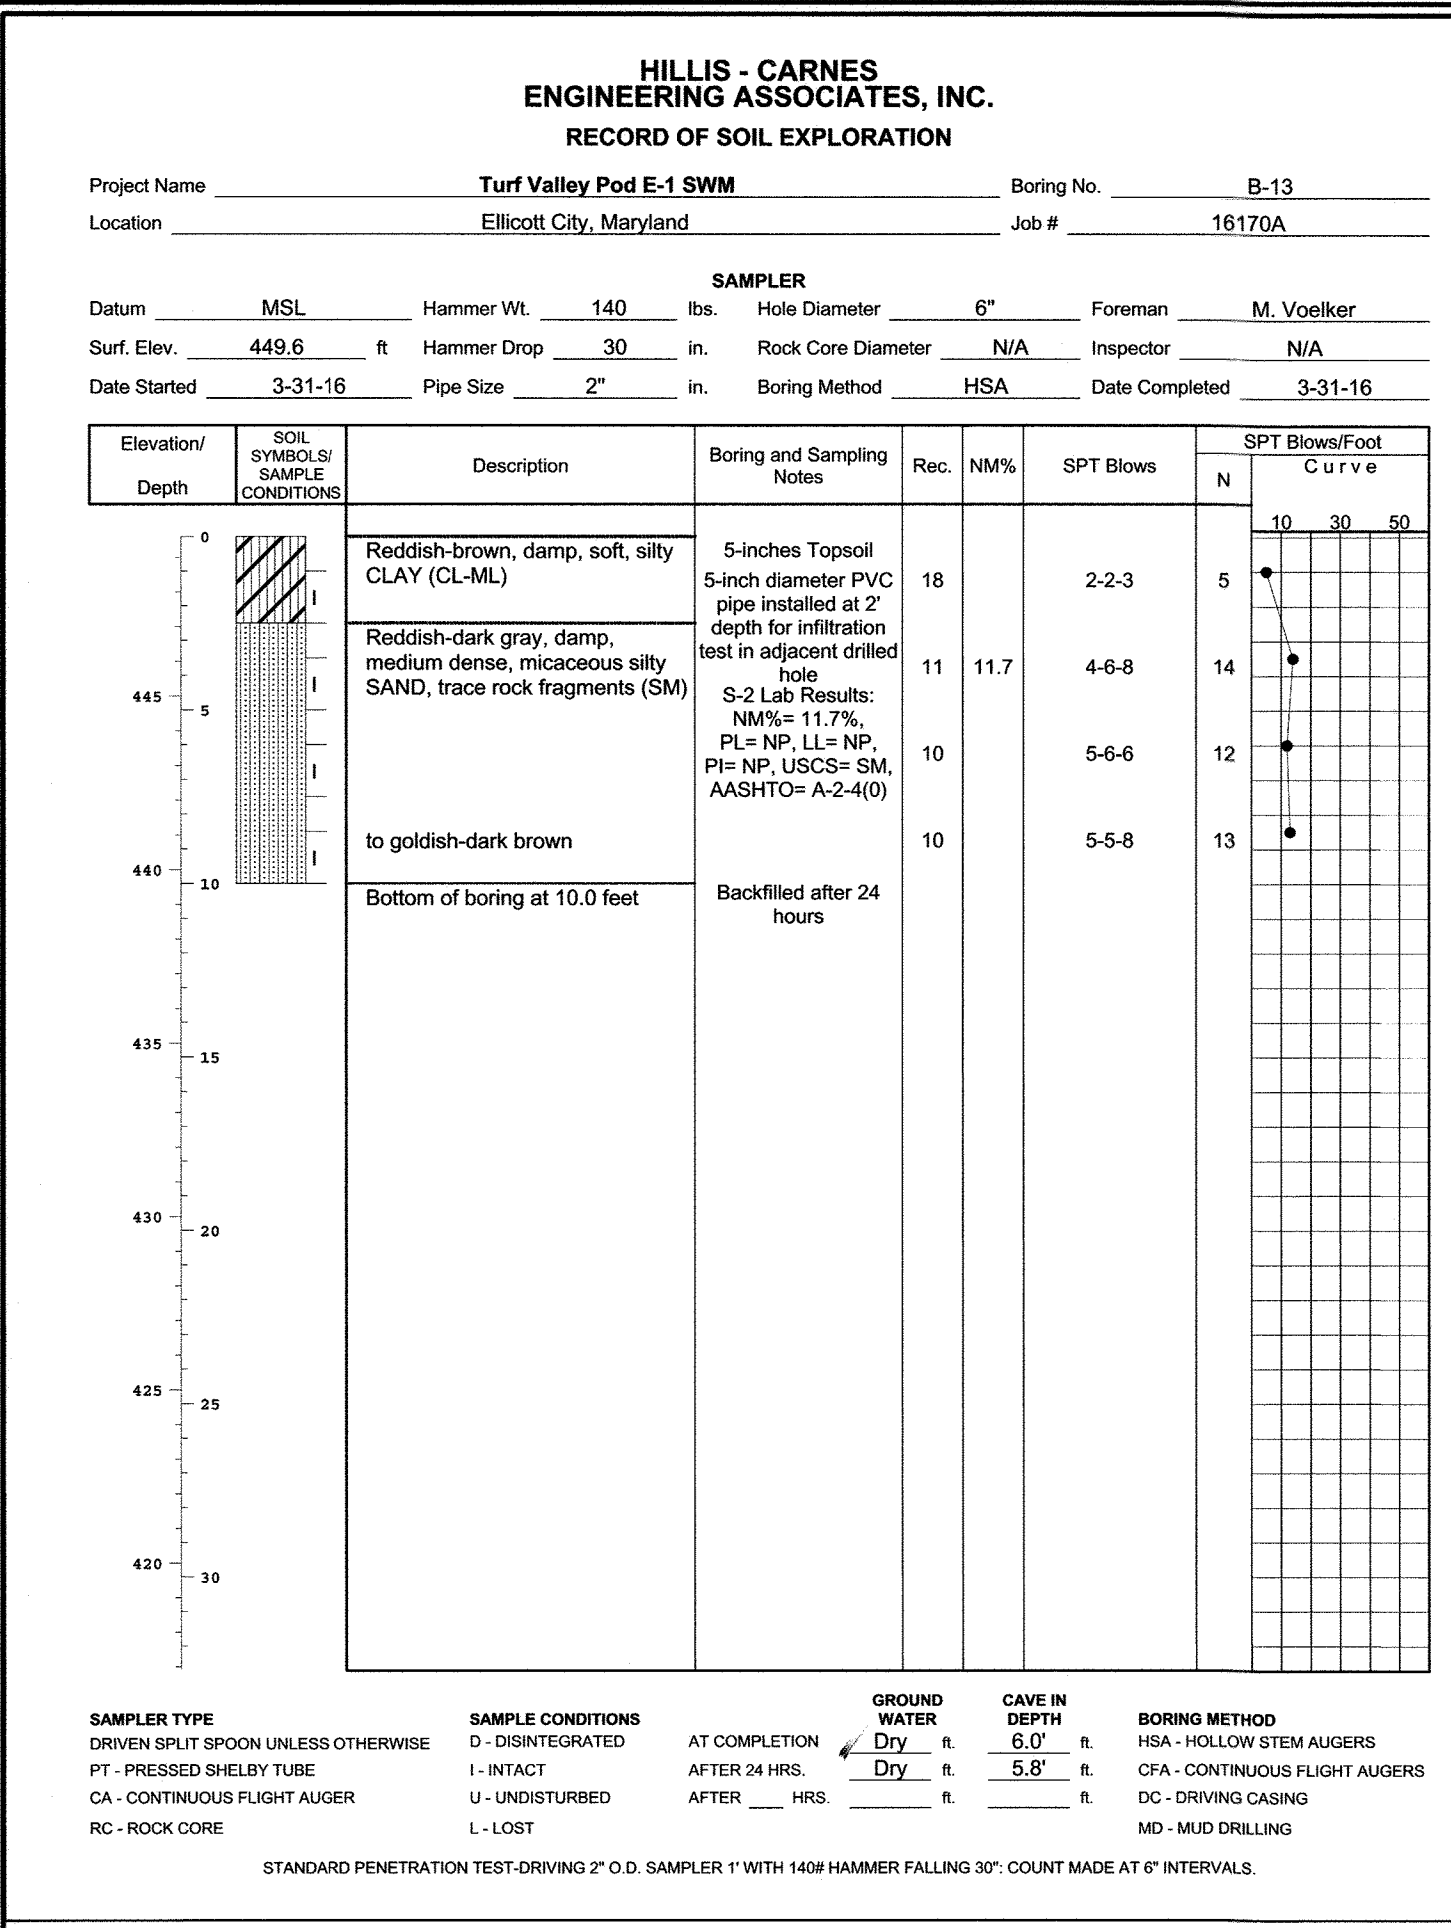 HILLIS - CARNES
ENGINEERING ASSOCIATES, INC.
RECORD OF SOIL EXPLORATION
Project Name Turf Valley Pod E-1 SWM Boring No. B-13
Location Ellicott City, Maryland Job # 16170A
SAMPLER
Datum MSL Hammer Wt. 140 lbs. Hole Diameter 6" Foreman M. Voelker
Surf. Elev. 449.6 ft Hammer Drop 30 in. Rock Core Diameter N/A Inspector N/A
Date Started 3-31-16 Pipe Size 2" in. Boring Method HSA Date Completed 3-31-16
Elevation/
Depth
SOIL
SYMBOLS/
SAMPLE
CONDITIONS
Description
Boring and Sampling
Notes
Rec.
NM%
SPT Blows
SPT Blows/Foot
N
Curve
10 30 50
0
Reddish-brown, damp, soft, silty
CLAY (CL-ML)
I
5-inches Topsoil
5-inch diameter PVC
pipe installed at 2'
depth for infiltration
test in adjacent drilled
hole
18 2-2-3 5
Reddish-dark gray, damp,
medium dense, micaceous silty
SAND, trace rock fragments (SM)
I
11 11.7 4-6-8 14
445
5
S-2 Lab Results:
NM%= 11.7%,
PL= NP, LL= NP,
PI= NP, USCS= SM,
AASHTO= A-2-4(0)
I
10 5-6-6 12
to goldish-dark brown
I
10 5-5-8 13
440
10
Bottom of boring at 10.0 feet
Backfilled after 24
hours
435
15
430
20
425
25
420
30
SAMPLER TYPE
DRIVEN SPLIT SPOON UNLESS OTHERWISE
PT - PRESSED SHELBY TUBE
CA - CONTINUOUS FLIGHT AUGER
RC - ROCK CORE
SAMPLE CONDITIONS
D - DISINTEGRATED
I - INTACT
U - UNDISTURBED
L - LOST
GROUND
WATER
CAVE IN
DEPTH
AT COMPLETION Dry ft. 6.0' ft.
AFTER 24 HRS. Dry ft. 5.8' ft.
AFTER ___ HRS. ft. ft.
BORING METHOD
HSA - HOLLOW STEM AUGERS
CFA - CONTINUOUS FLIGHT AUGERS
DC - DRIVING CASING
MD - MUD DRILLING
STANDARD PENETRATION TEST-DRIVING 2" O.D. SAMPLER 1' WITH 140# HAMMER FALLING 30": COUNT MADE AT 6" INTERVALS.